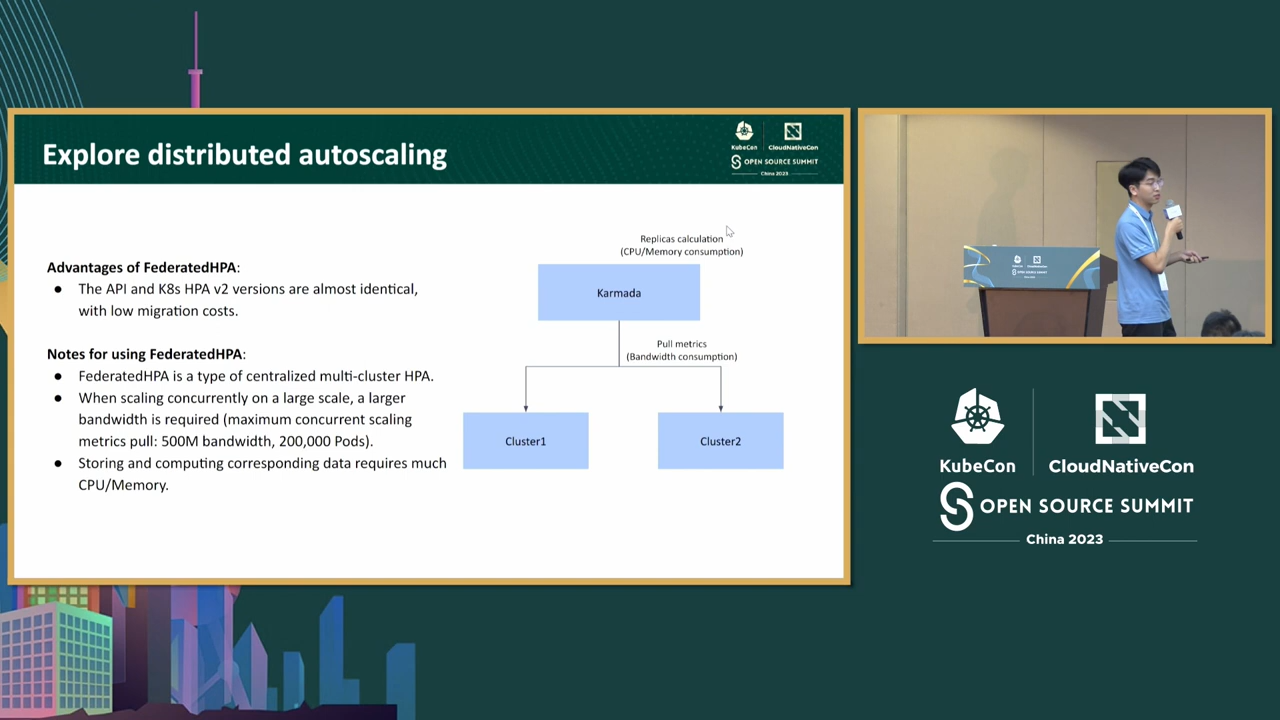 Explore distributed autoscaling
KubeCon
CloudNativeCon
OPEN SOURCE SUMMIT
China 2023
Advantages of FederatedHPA:
● The API and K8s HPA v2 versions are almost identical,
with low migration costs.
Notes for using FederatedHPA:
● FederatedHPA is a type of centralized multi-cluster HPA.
● When scaling concurrently on a large scale, a larger
bandwidth is required (maximum concurrent scaling
metrics pull: 500M bandwidth, 200,000 Pods).
● Storing and computing corresponding data requires much
CPU/Memory.
Replicas calculation
(CPU/Memory consumption)
Karmada
Pull metrics
(Bandwidth consumption)
Cluster1
Cluster2
KubeCon
CloudNativeCon
OPEN SOURCE SUMMIT
China 2023